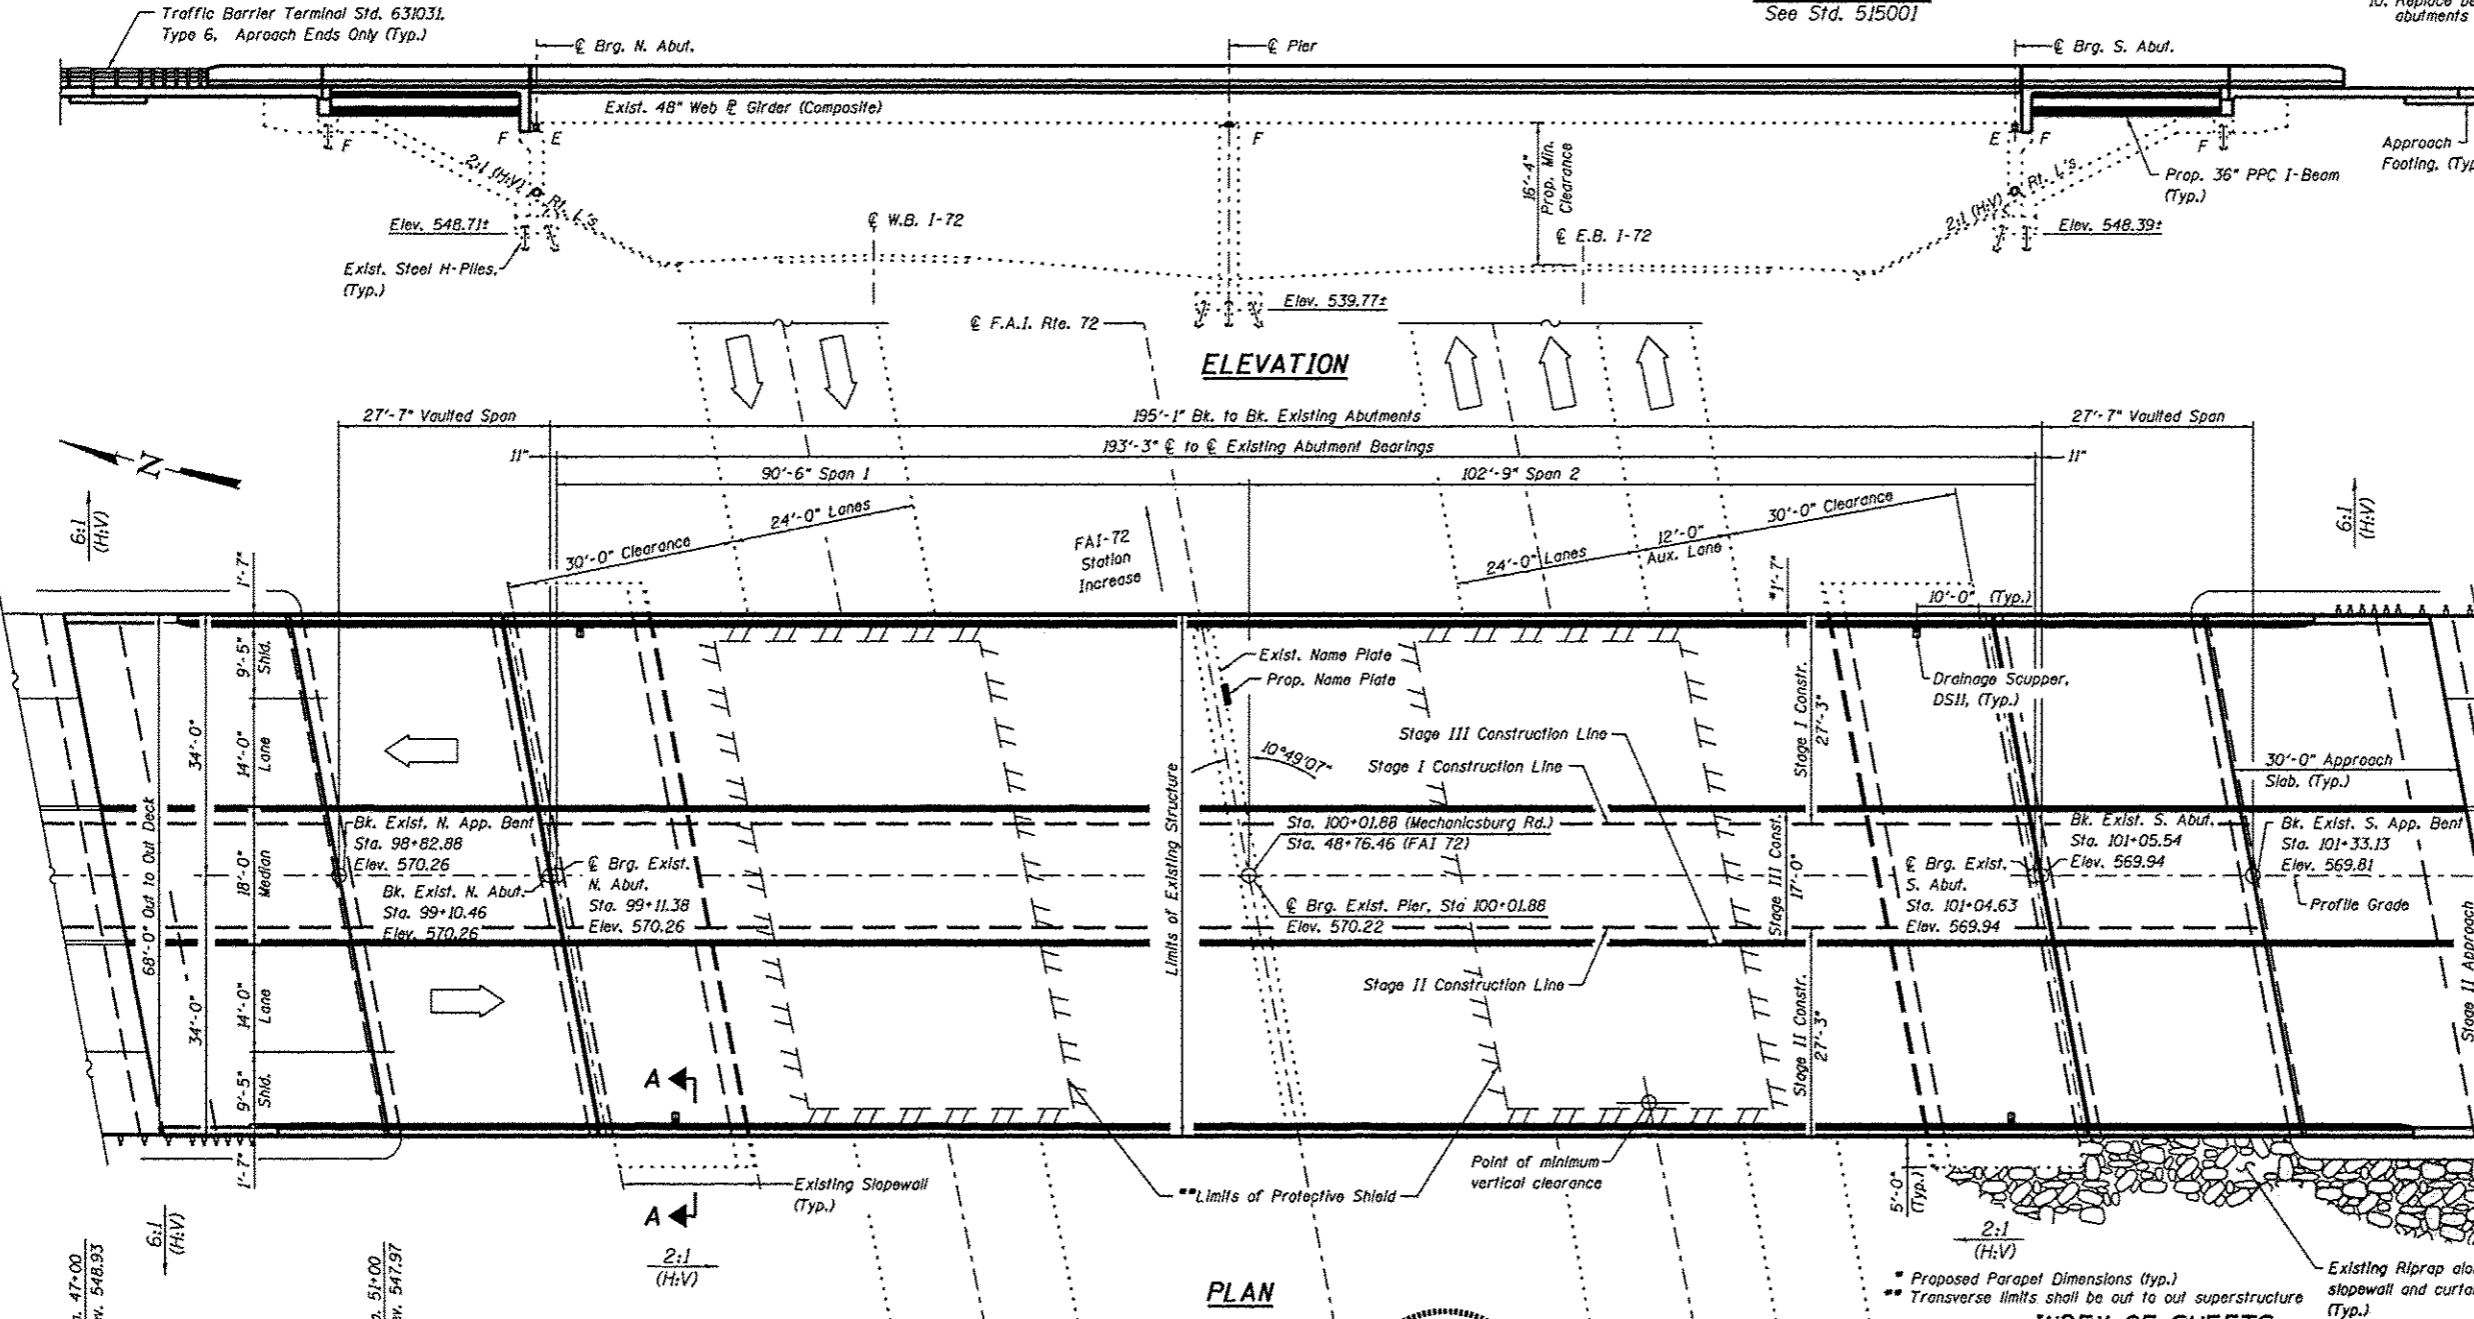 Traffic Barrier Terminal Std. 631031,
Type 6, Aproach Ends Only (Typ.)
See Std. 515001
abutments
℄ Brg. N. Abut.
℄ Pier
℄ Brg. S. Abut.
Exist. 48" Web ℙ Girder (Composite)
F
F
E
F
E
F
F
2:1 (H:V)
Rt. L's
16'-4"
Prop. Min.
Clearance
2:1 (H:V)
Rt. L's
Approach
Footing, (Typ
Prop. 36" PPC I-Beam
(Typ.)
Elev. 548.71±
℄ W.B. I-72
℄ E.B. I-72
Elev. 548.39±
Exist. Steel H-Piles,
(Typ.)
Elev. 539.77±
℄ F.A.I. Rte. 72
ELEVATION
27'-7" Vaulted Span
195'-1" Bk. to Bk. Existing Abutments
27'-7" Vaulted Span
11"
193'-3" ℄ to ℄ Existing Abutment Bearings
11"
90'-6" Span 1
102'-9" Span 2
N
6:1
(H:V)
30'-0" Clearance
24'-0" Lanes
FAI-72
Station
Increase
24'-0" Lanes
12'-0"
Aux. Lane
30'-0" Clearance
6:1
(H:V)
1'-7"
*1'-7"
10'-0" (Typ.)
9'-5"
Shld.
Exist. Name Plate
Prop. Name Plate
Drainage Scupper,
DS11, (Typ.)
Stage I Constr.
27'-3"
34'-0"
14'-0"
Lane
Stage III Construction Line
10°49'07"
Stage I Construction Line
30'-0" Approach
Slab, (Typ.)
68'-0" Out to Out Deck
Limits of Existing Structure
Bk. Exist. N. App. Bent
Sta. 98+82.88
Elev. 570.26
Sta. 100+01.88 (Mechanicsburg Rd.)
Sta. 48+76.46 (FAI 72)
Bk. Exist. S. Abut.
Sta. 101+05.54
Elev. 569.94
Bk. Exist. S. App. Bent
Sta. 101+33.13
Elev. 569.81
18'-0"
Median
Bk. Exist. N. Abut.
Sta. 99+10.46
Elev. 570.26
℄ Brg. Exist.
N. Abut.
Sta. 99+11.38
Elev. 570.26
℄ Brg. Exist. Pier, Sta 100+01.88
Elev. 570.22
Stage III Const.
17'-0"
℄ Brg. Exist.
S. Abut.
Sta. 101+04.63
Elev. 569.94
Profile Grade
34'-0"
14'-0"
Lane
Stage II Construction Line
Stage II Constr.
27'-3"
Stage II Approach
9'-5"
Shld.
A
1'-7"
Existing Slopewall
(Typ.)
**Limits of Protective Shield
Point of minimum
vertical clearance
5'-0"
(Typ.)
A
6:1
(H:V)
2:1
(H:V)
2:1
(H:V)
47+00
548.93
51+00
547.97
PLAN
* Proposed Parapet Dimensions (typ.)
** Transverse limits shall be out to out superstructure
Existing Riprap
slopewall and
(Typ.)
INDEX OF SHEETS